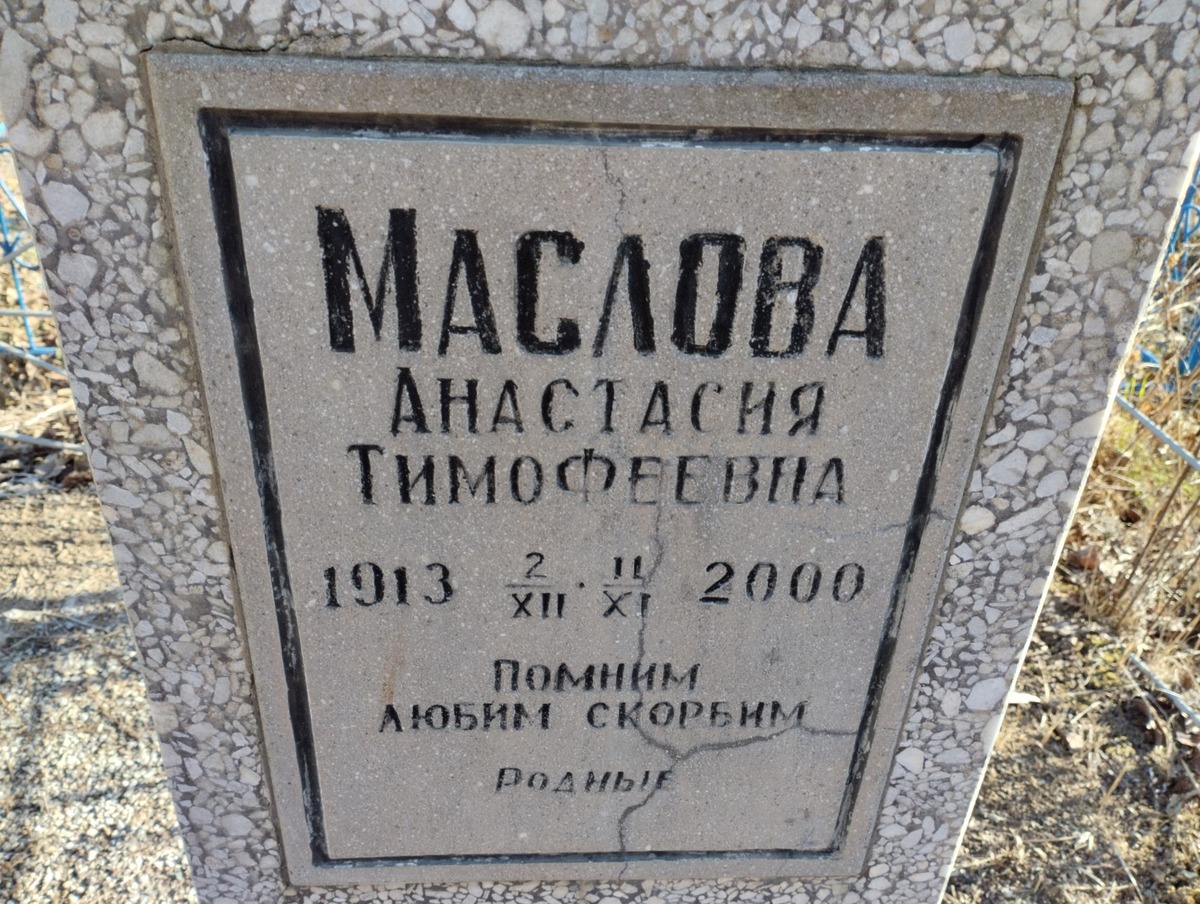 Маслова
Анастасия
Тимофеевна
1913 2/XII · 11/XI 2000
Помним
любим скорбим
Родные